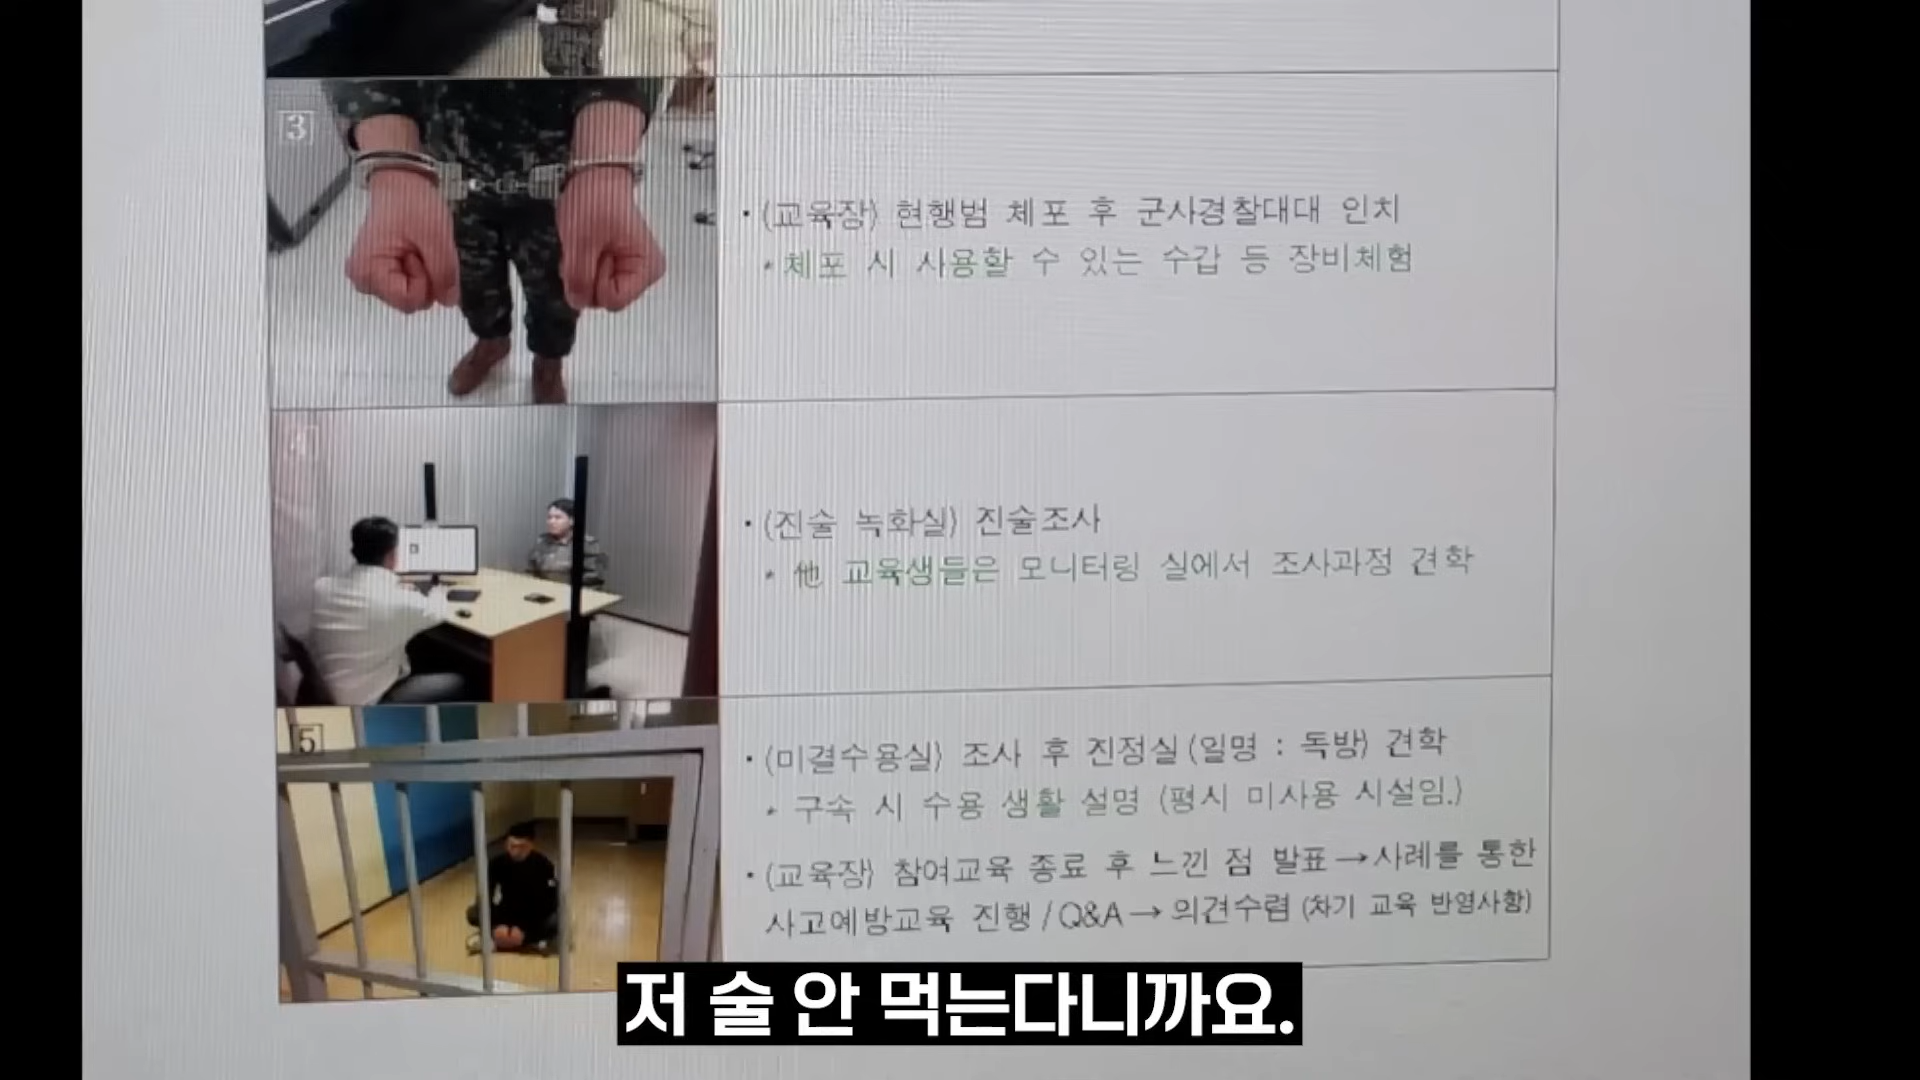 3
· (교육장) 현행범 체포 후 군사경찰대대 인치
* 체포 시 사용할 수 있는 수갑 등 장비체험
4
· (진술 녹화실) 진술조사
* 他 교육생들은 모니터링 실에서 조사과정 견학
5
· (미결수용실) 조사 후 진정실(일명 : 독방) 견학
* 구속 시 수용 생활 설명 (평시 미사용 시설임.)
· (교육장) 참여교육 종료 후 느낀 점 발표→사례를 통한
사고예방교육 진행 / Q&A→ 의견수렴 (차기 교육 반영사항)
저 술 안 먹는다니까요.